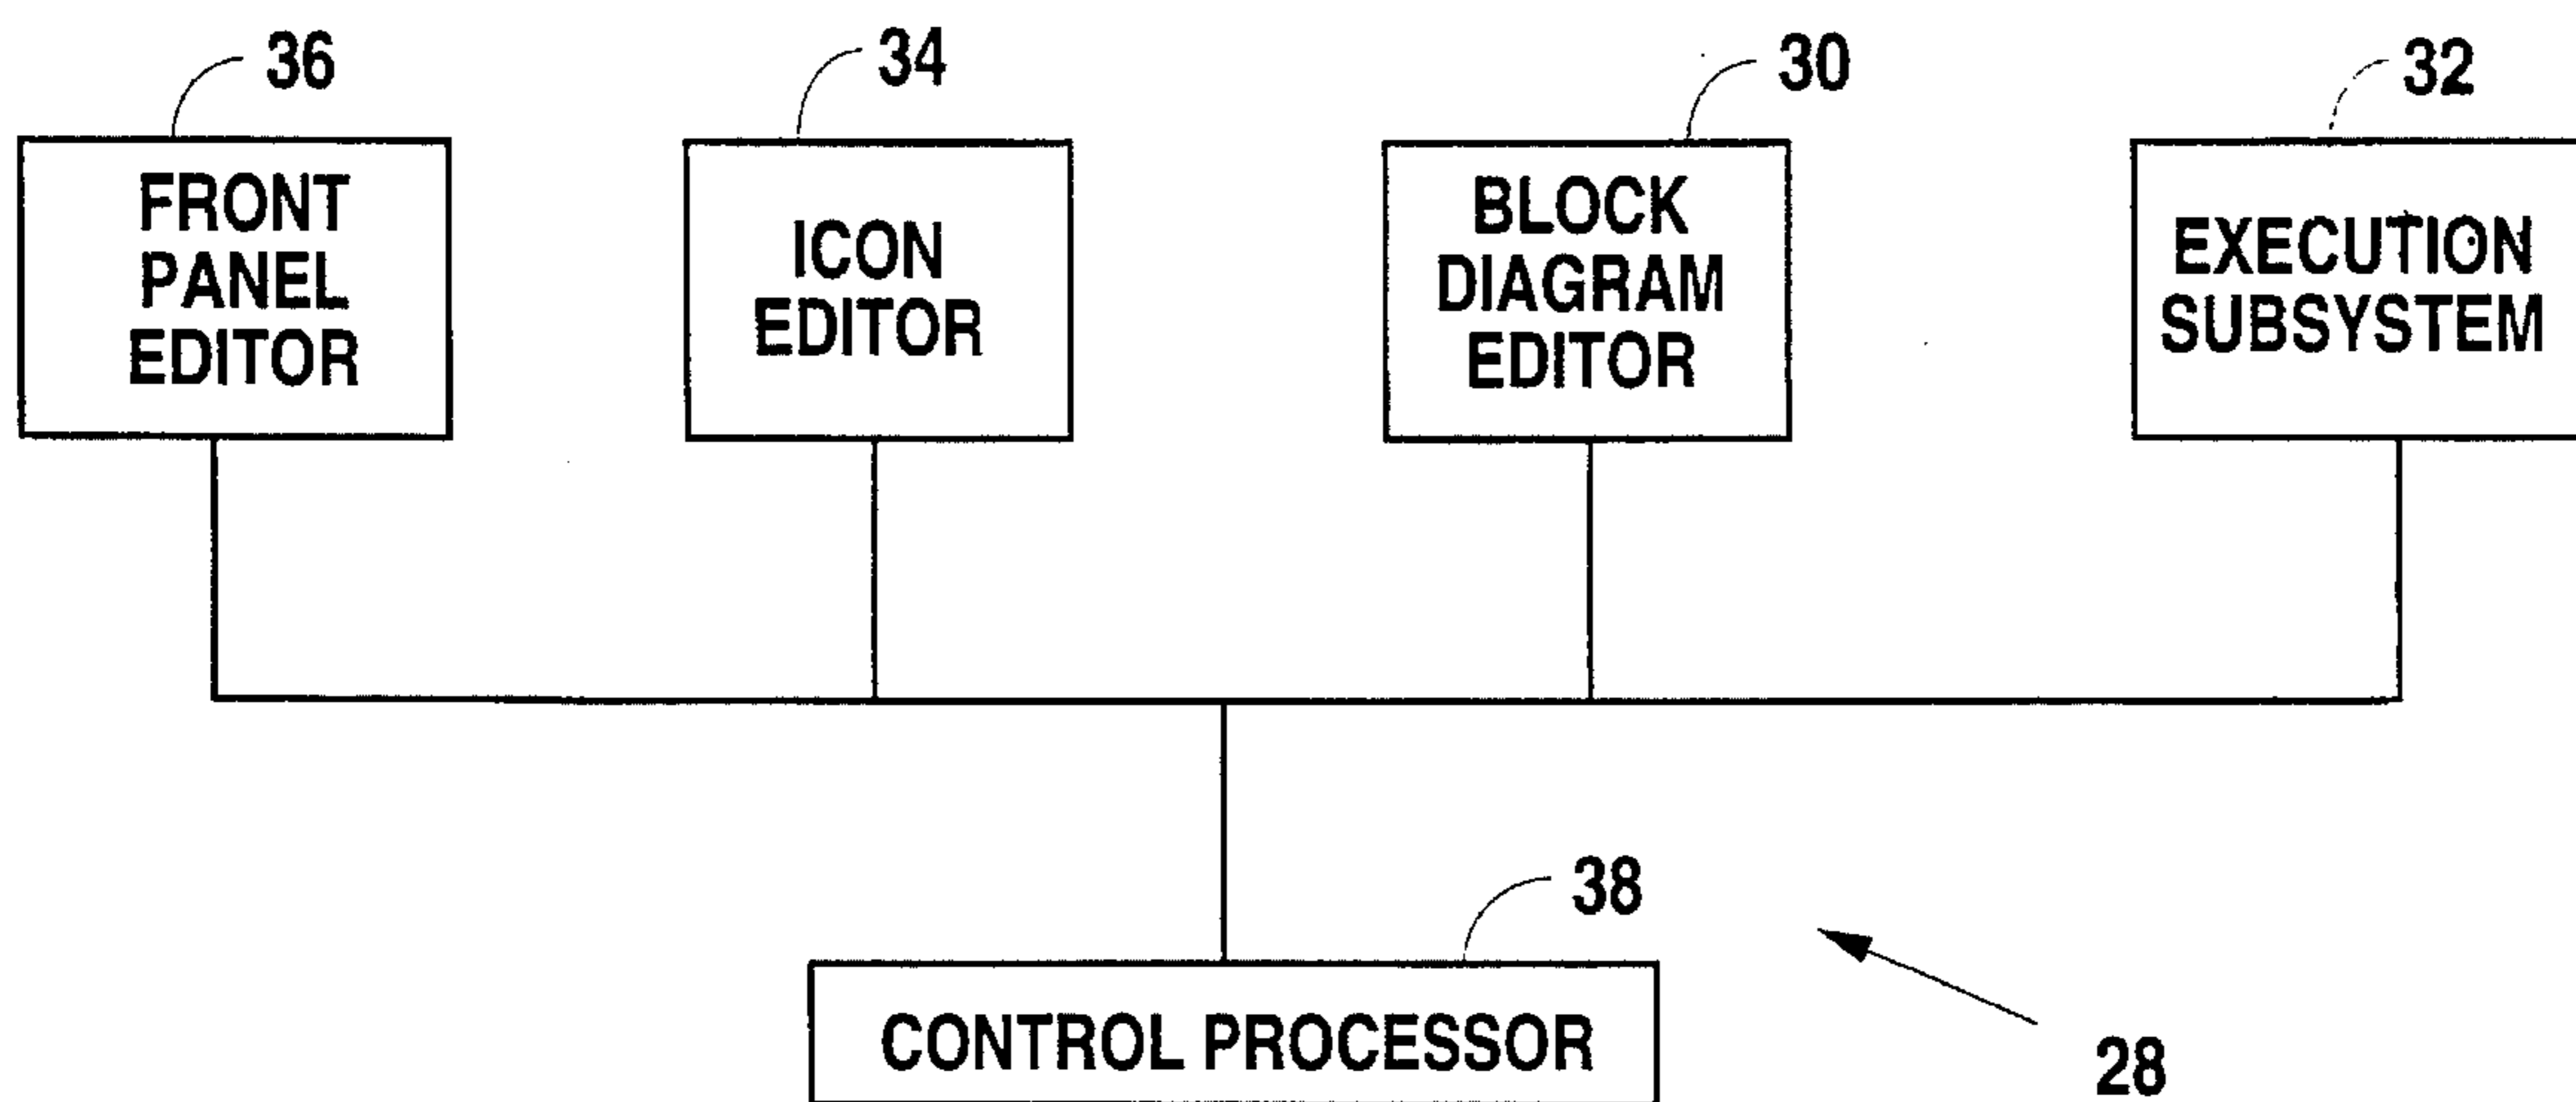 36
34
30
32
FRONT
PANEL
EDITOR
ICON
EDITOR
BLOCK
DIAGRAM
EDITOR
EXECUTION
SUBSYSTEM
38
CONTROL PROCESSOR
28